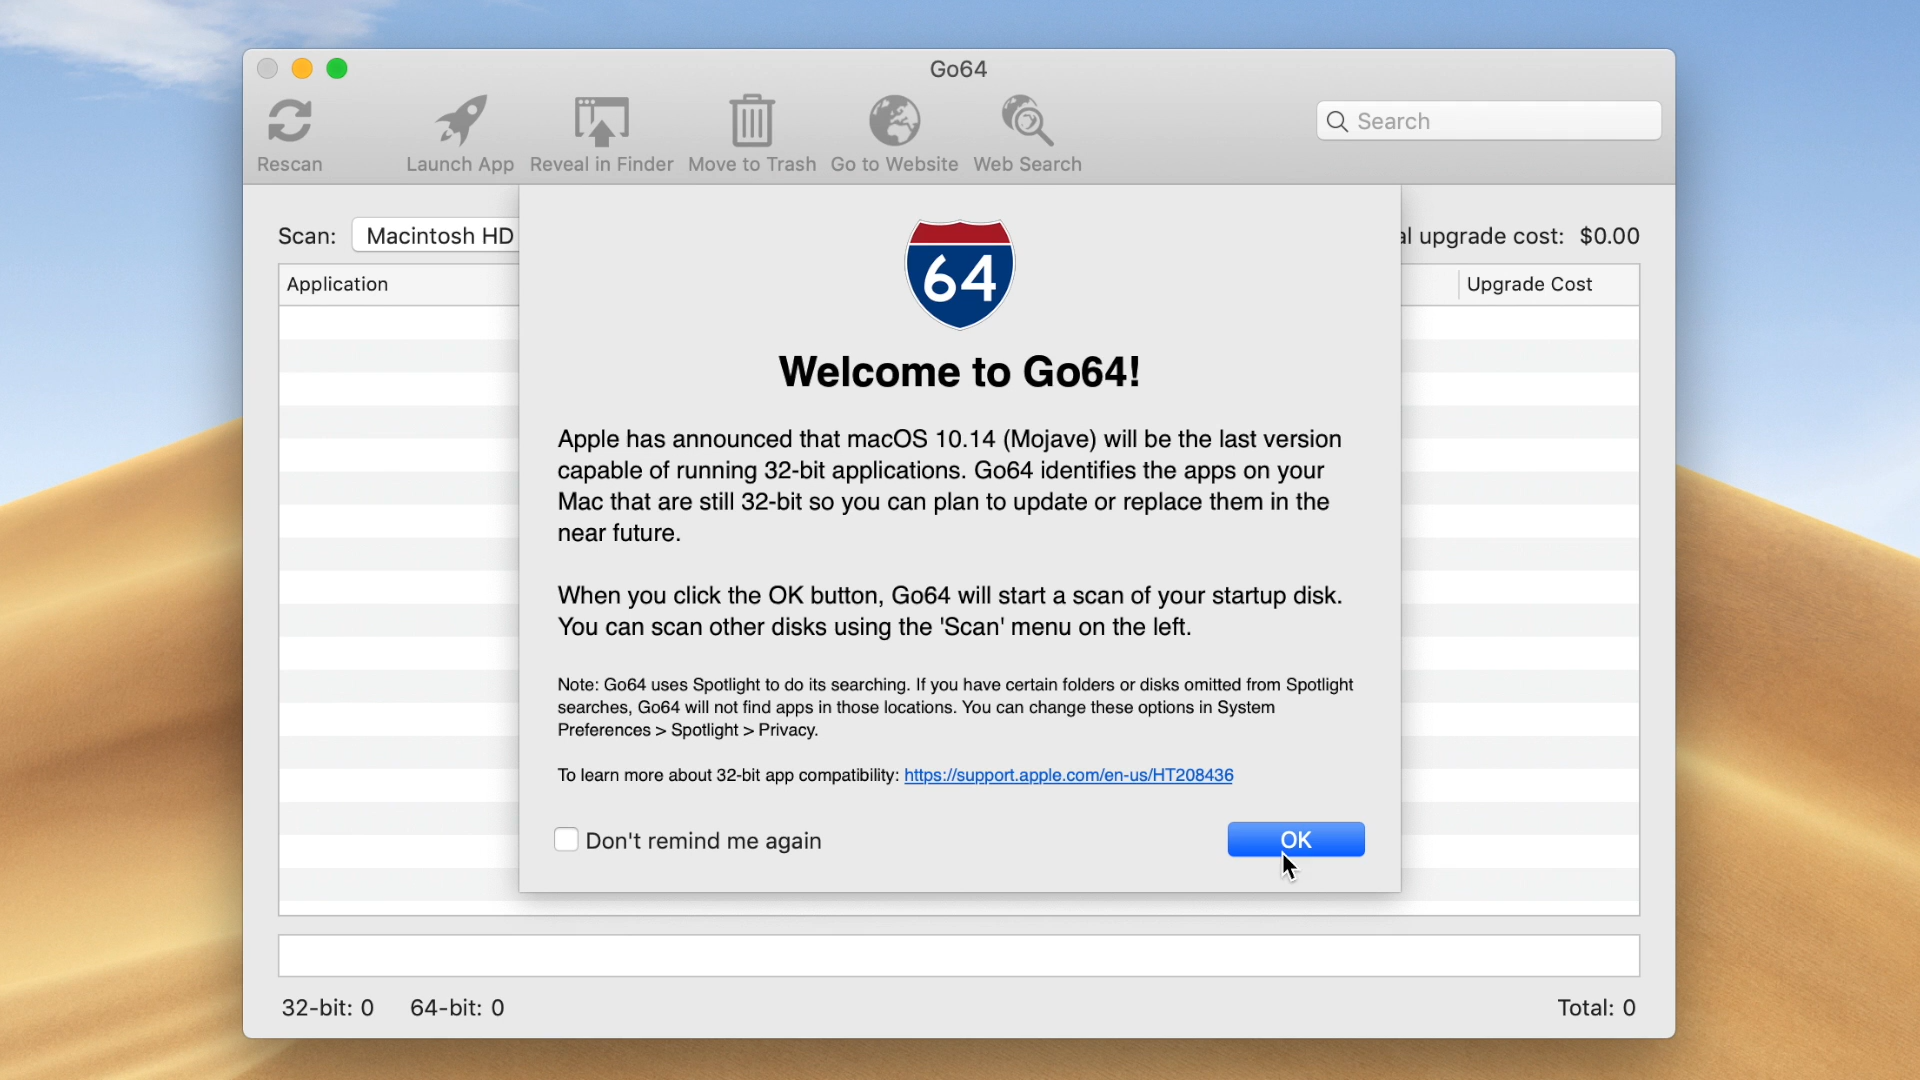 Go64
Rescan
Launch App
Reveal in Finder
Move to Trash
Go to Website
Web Search
Search
Scan: Macintosh HD
al upgrade cost: $0.00
Application
Upgrade Cost
64
Welcome to Go64!
Apple has announced that macOS 10.14 (Mojave) will be the last version
capable of running 32-bit applications. Go64 identifies the apps on your
Mac that are still 32-bit so you can plan to update or replace them in the
near future.
When you click the OK button, Go64 will start a scan of your startup disk.
You can scan other disks using the 'Scan' menu on the left.
Note: Go64 uses Spotlight to do its searching. If you have certain folders or disks omitted from Spotlight
searches, Go64 will not find apps in those locations. You can change these options in System
Preferences > Spotlight > Privacy.
To learn more about 32-bit app compatibility: https://support.apple.com/en-us/HT208436
Don't remind me again
OK
32-bit: 0
64-bit: 0
Total: 0